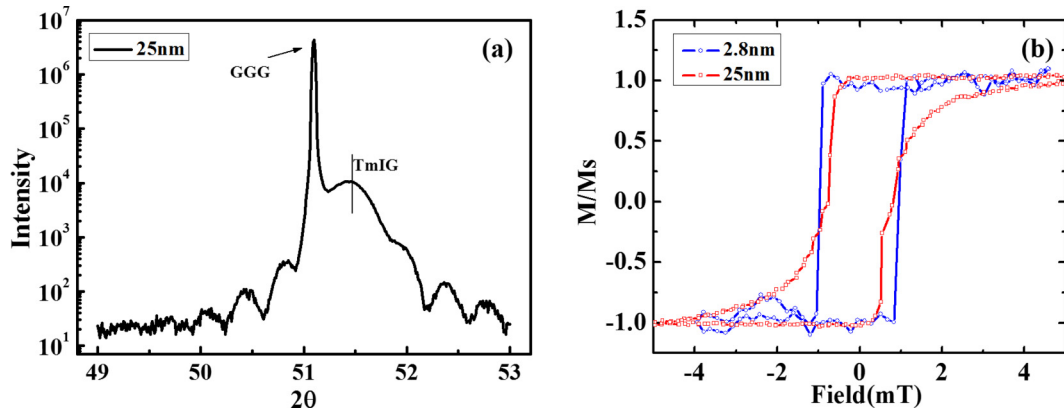 25nm
(a)
GGG
TmIG
Intensity
10^7
10^6
10^5
10^4
10^3
10^2
10^1
49 50 51 52 53
2θ
2.8nm
25nm
(b)
M/Ms
1.5
1.0
0.5
0.0
-0.5
-1.0
-4 -2 0 2 4
Field(mT)